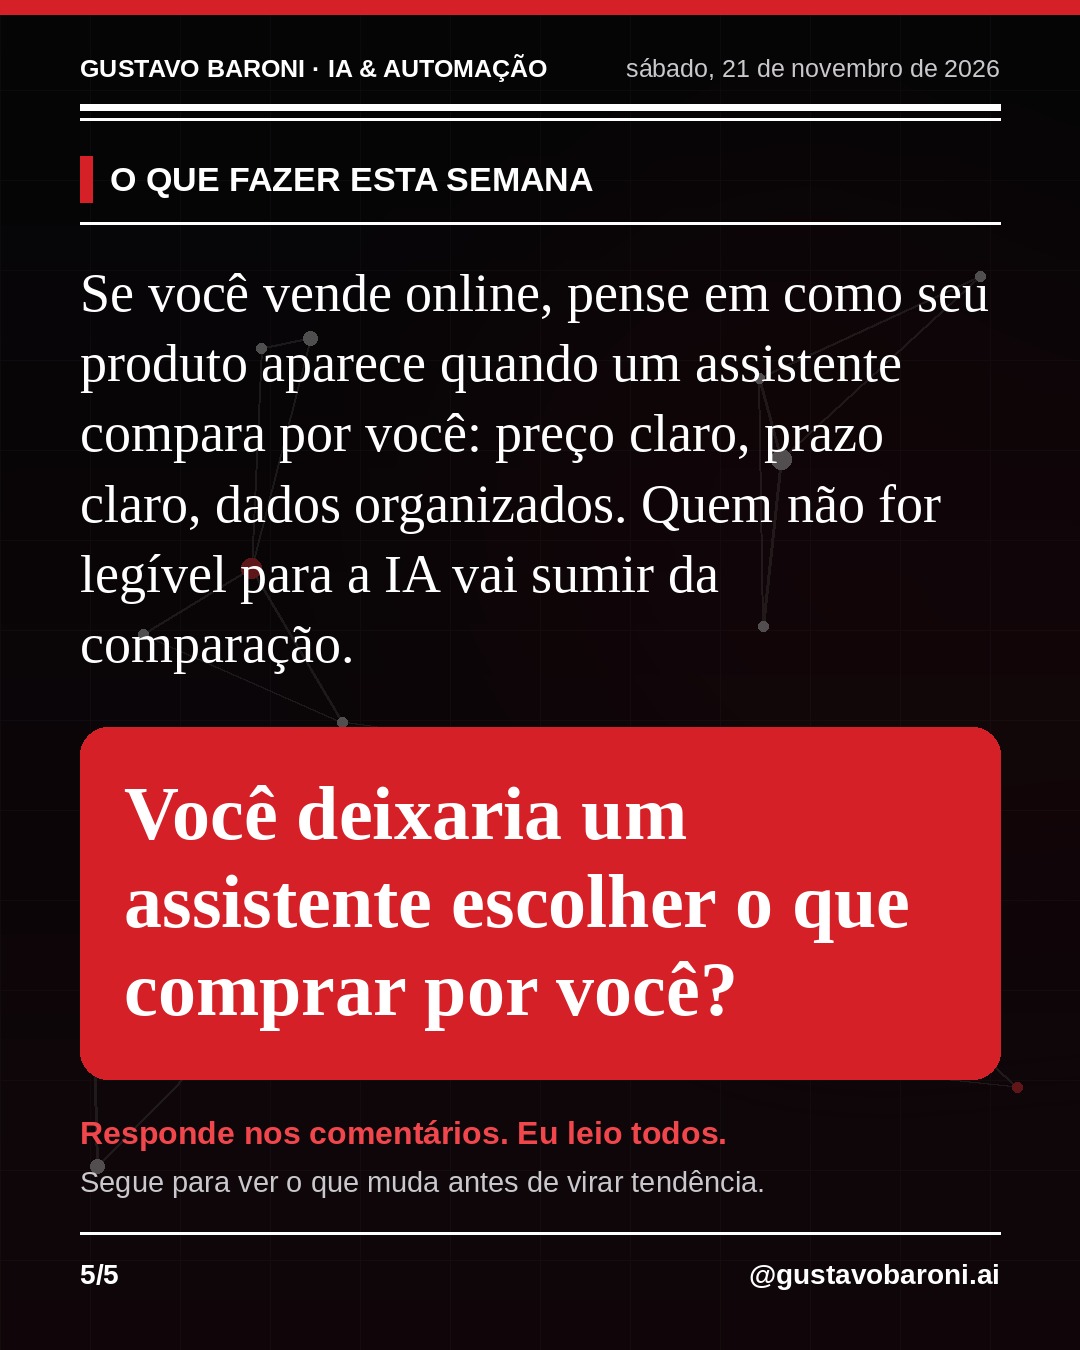 GUSTAVO BARONI · IA & AUTOMAÇÃO
sábado, 21 de novembro de 2026
O QUE FAZER ESTA SEMANA
Se você vende online, pense em como seu
produto aparece quando um assistente
compara por você: preço claro, prazo
claro, dados organizados. Quem não for
legível para a IA vai sumir da
comparação.
Você deixaria um
assistente escolher o que
comprar por você?
Responde nos comentários. Eu leio todos.
Segue para ver o que muda antes de virar tendência.
5/5
@gustavobaroni.ai